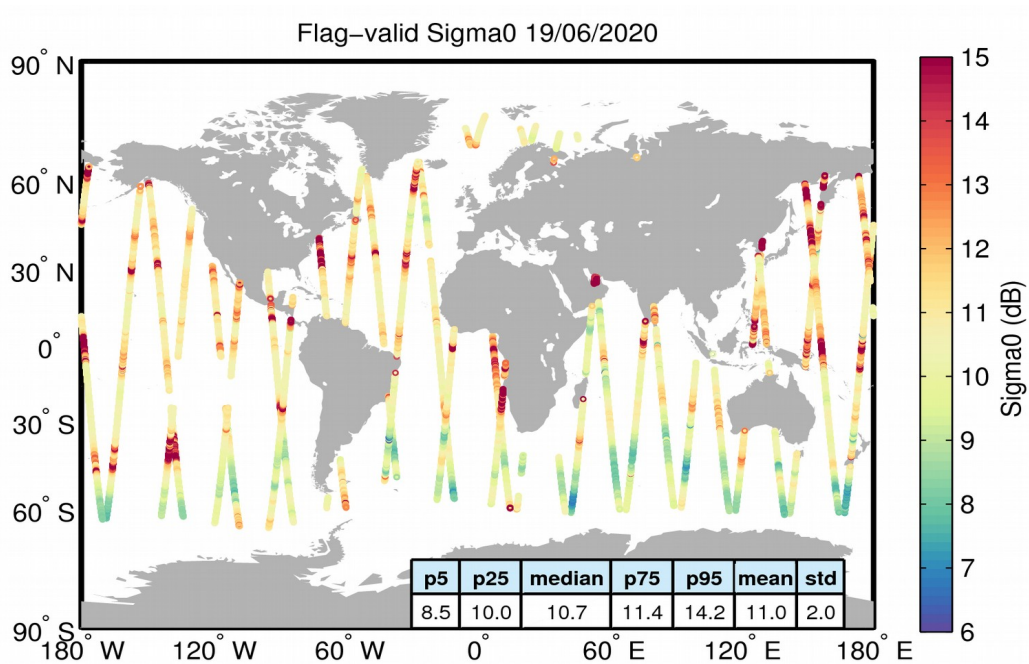 Flag–valid Sigma0 19/06/2020
90° N
60° N
30° N
0°
30° S
60° S
90° S
180° W
120° W
60° W
0°
60° E
120° E
180° E
p5 p25 median p75 p95 mean std
8.5 10.0 10.7 11.4 14.2 11.0 2.0
15
14
13
12
11
10
9
8
7
6
Sigma0 (dB)